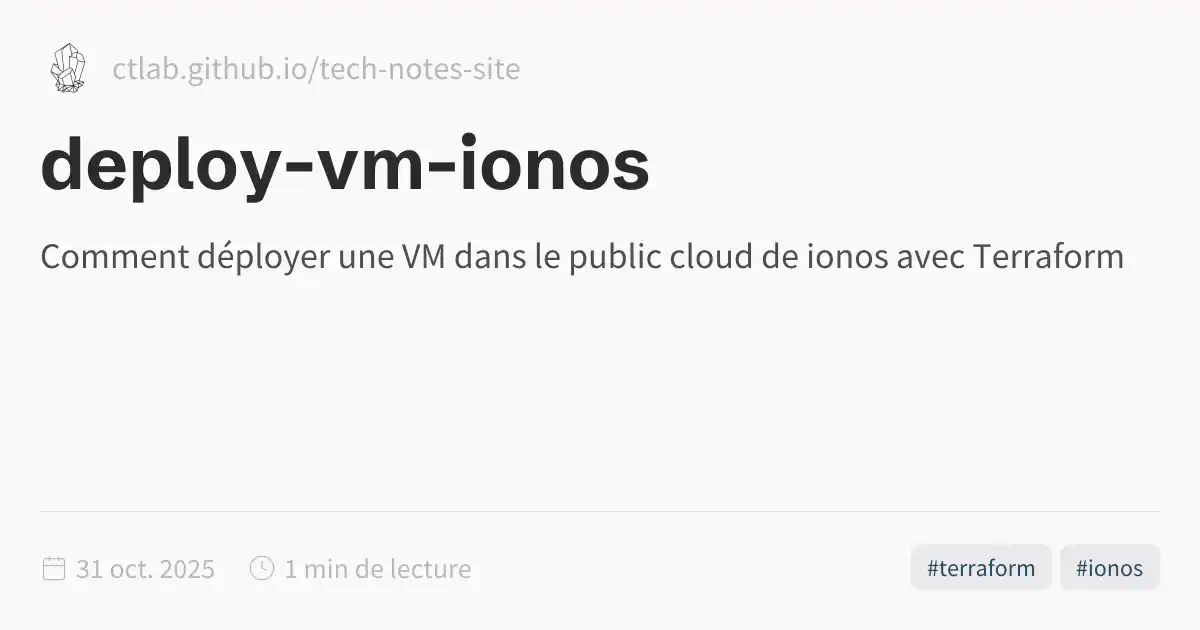 ctlab.github.io/tech-notes-site
deploy-vm-ionos
Comment déployer une VM dans le public cloud de ionos avec Terraform
31 oct. 2025 1 min de lecture #terraform #ionos